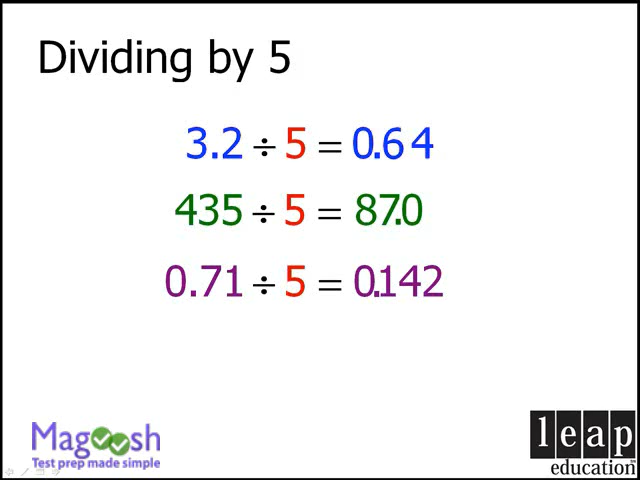 Dividing by 5
3.2 ÷ 5 = 0.64
435 ÷ 5 = 87.0
0.71 ÷ 5 = 0.142
Magoosh
Test prep made simple
leap
education